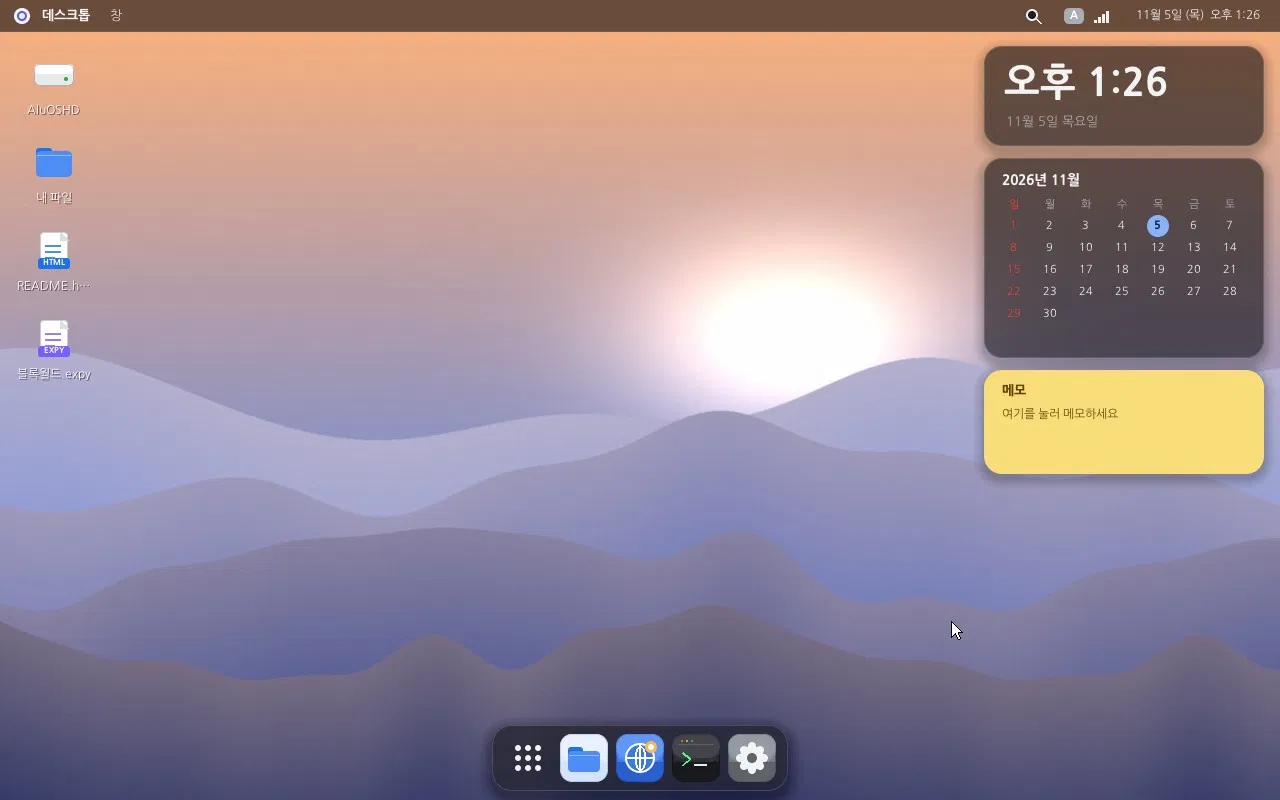 데스크톱 창
A
11월 5일 (목) 오후 1:26
AluOSHD
내 파일
HTML
README.h···
EXPY
블록월드.expy
오후 1:26
11월 5일 목요일
2026년 11월
일 월 화 수 목 금 토
1 2 3 4 5 6 7
8 9 10 11 12 13 14
15 16 17 18 19 20 21
22 23 24 25 26 27 28
29 30
메모
여기를 눌러 메모하세요